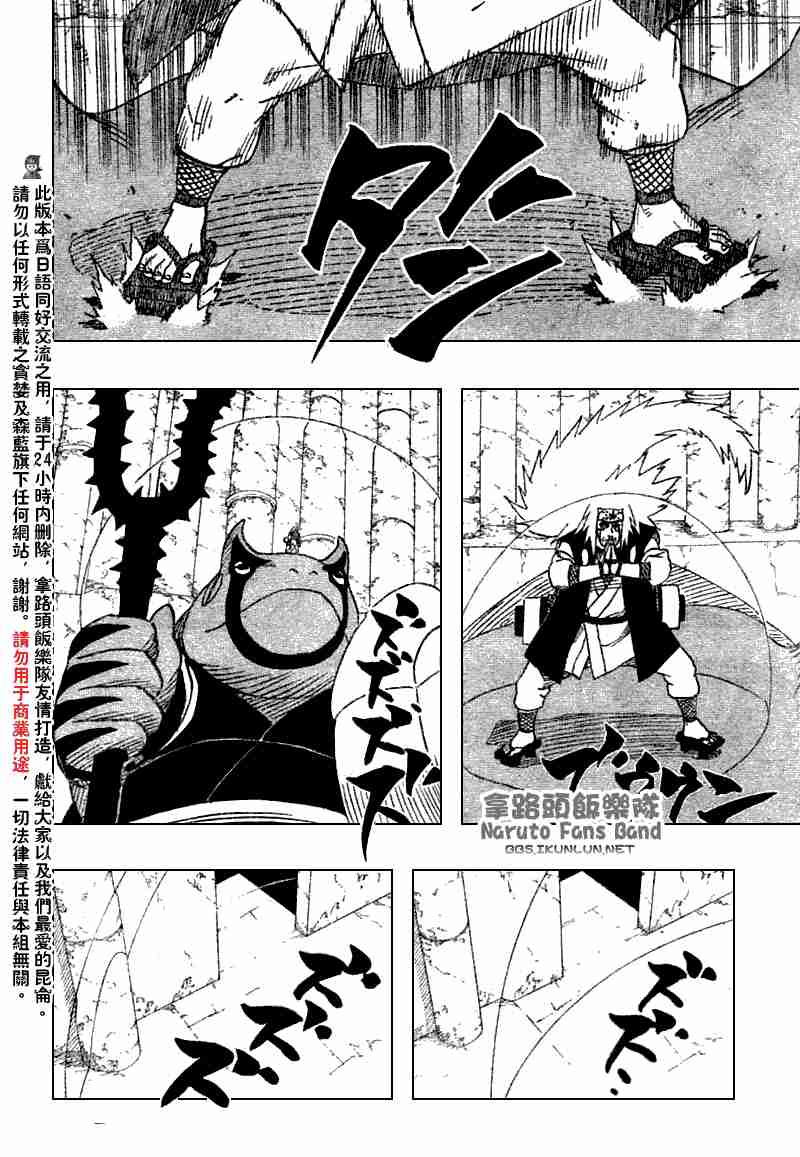 タン
ブゥウゥン
ズズズズ
ズズ
ズズズ
此版本爲日語同好交流之用，請于24小時内删除，拿路頭飯樂隊友情打造，獻給大家以及我們最愛的昆侖。
請勿以任何形式轉載之貪婪及森藍旗下任何網站，謝謝。請勿用于商業用途，一切法律責任與本組無關。
拿路頭飯樂隊
Naruto Fans Band
BBS.IKUNLUN.NET